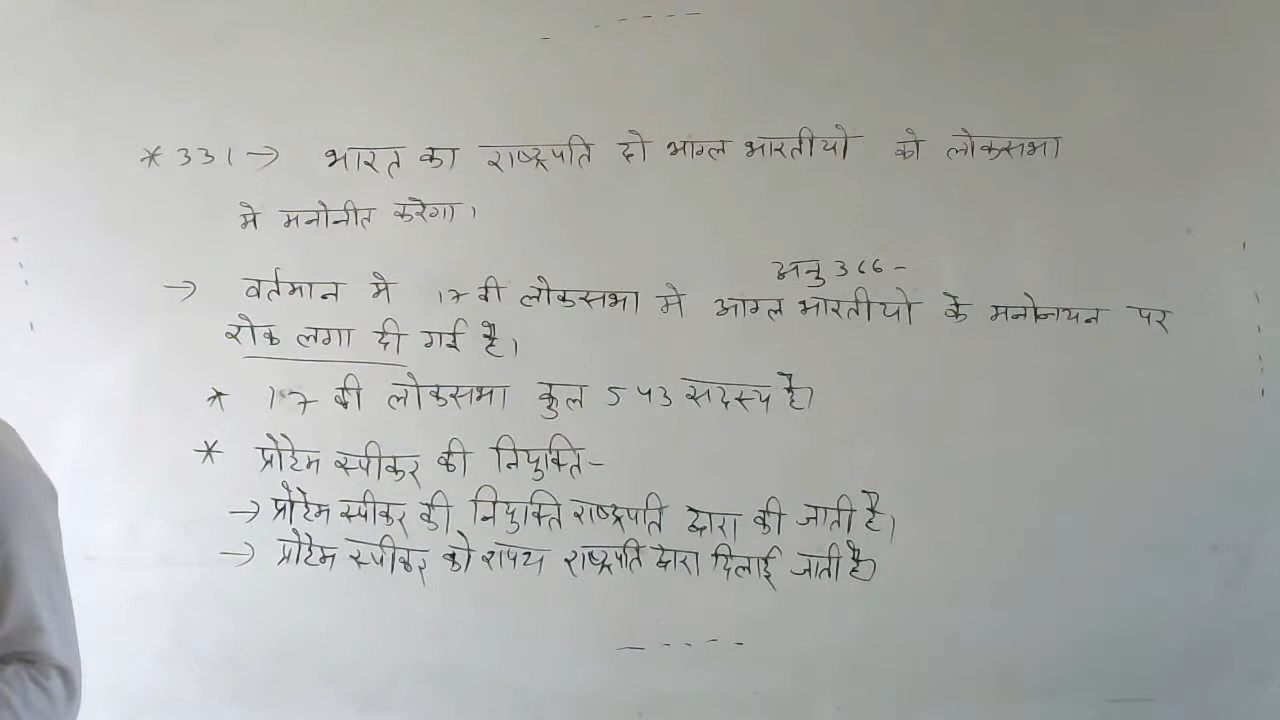 * 331 → भारत का राष्ट्रपति दो आंग्ल भारतीयो को लोकसभा
मे मनोनीत करेगा।
अनु 366 -
→ वर्तमान मे 17 वी लोकसभा मे आंग्ल भारतीयो के मनोनयन पर
रोक लगा दी गई है।
* 17 वी लोकसभा कुल 543 सदस्य है।
* प्रोटेम स्पीकर की नियुक्ति -
→ प्रोटेम स्पीकर की नियुक्ति राष्ट्रपति द्वारा की जाती है।
→ प्रोटेम स्पीकर को शपथ राष्ट्रपति द्वारा दिलाई जाती है।